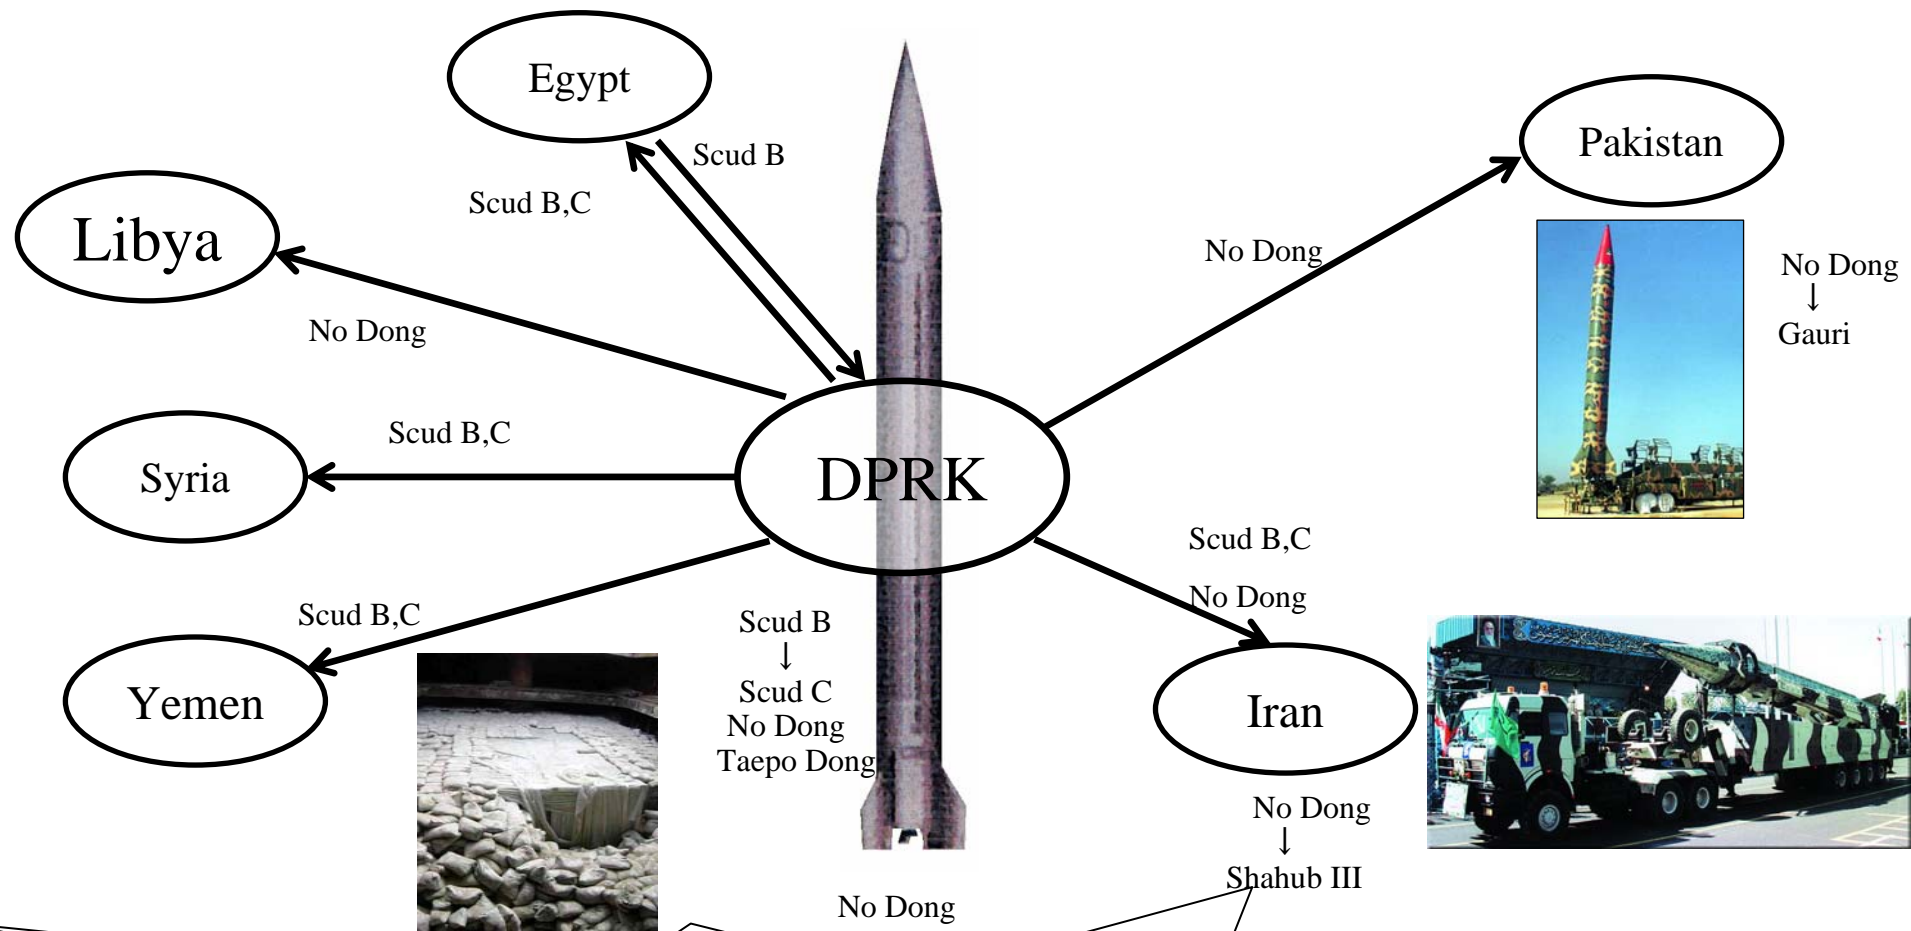 Egypt
Scud B
Scud B,C
Pakistan
Libya
No Dong
No Dong
No Dong
↓
Gauri
Scud B,C
Syria
DPRK
Scud B,C
No Dong
Scud B,C
Yemen
Scud B
↓
Scud C
No Dong
Taepo Dong
Iran
No Dong
↓
Shahub III
No Dong